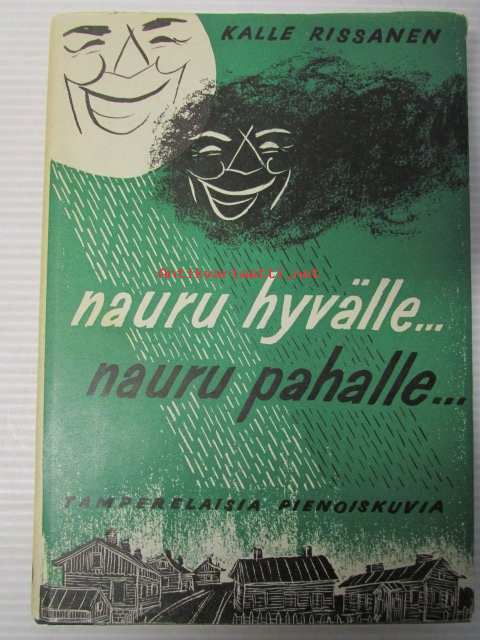 KALLE RISSANEN
Antikvariaatti.net
nauru hyvälle...
nauru pahalle...
TAMPERELAISIA PIENOISKUVIA